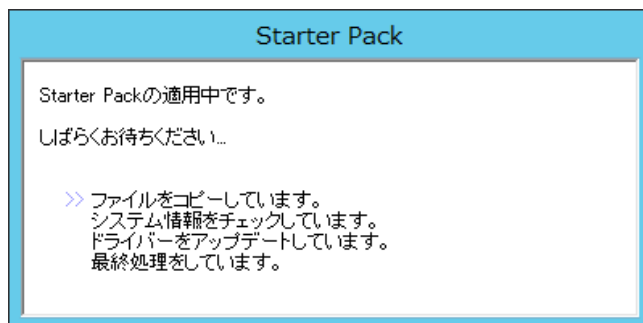 Starter Pack
Starter Packの適用中です。
しばらくお待ちください...
>> ファイルをコピーしています。
システム情報をチェックしています。
ドライバーをアップデートしています。
最終処理をしています。